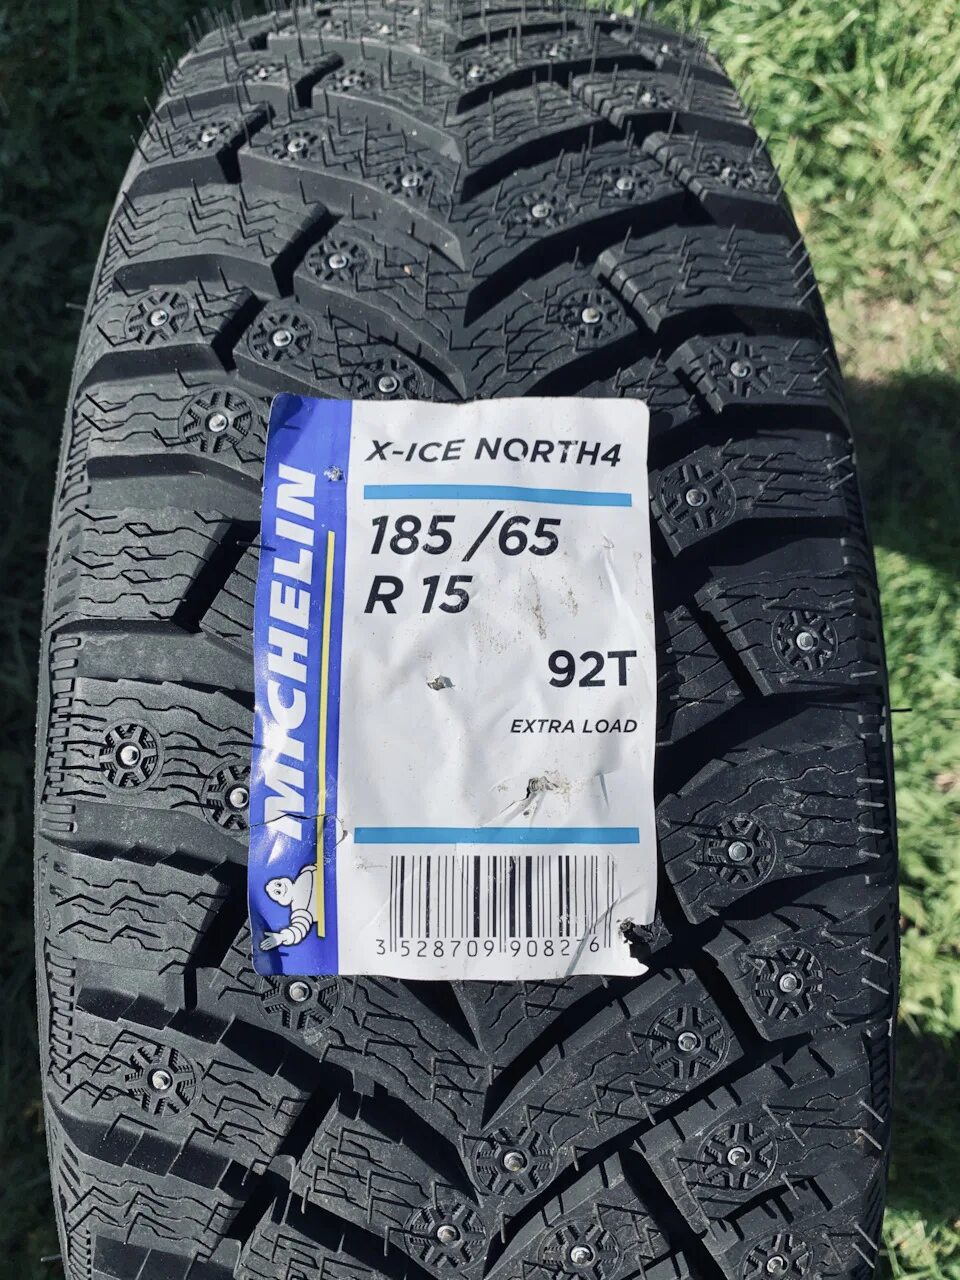 MICHELIN
X-ICE NORTH4
185 /65
R 15
92T
EXTRA LOAD
3 528709 908276